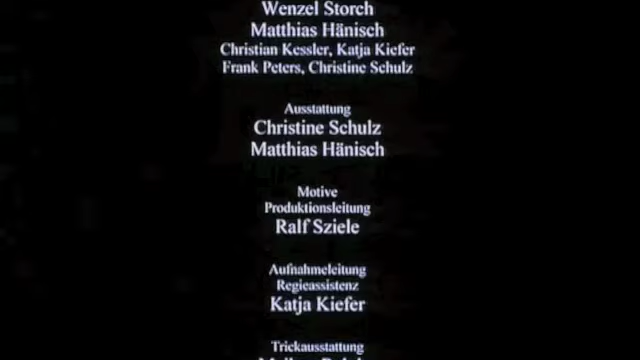 Wenzel Storch
Matthias Hänisch
Christian Kessler, Katja Kiefer
Frank Peters, Christine Schulz
Ausstattung
Christine Schulz
Matthias Hänisch
Motive
Produktionsleitung
Ralf Sziele
Aufnahmeleitung
Regieassistenz
Katja Kiefer
Trickausstattung